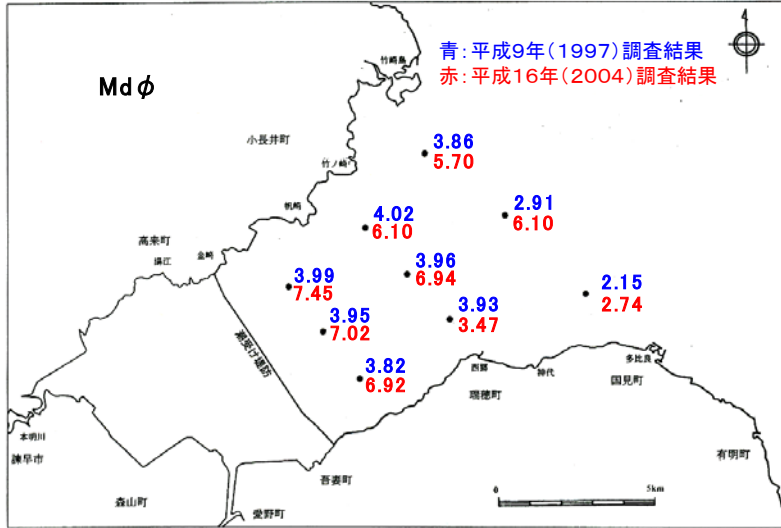 竹崎島
青:平成9年(1997)調査結果
赤:平成16年(2004)調査結果
Mdφ
小長井町
竹ノ崎
3.86
5.70
帆崎
4.02
6.10
2.91
6.10
高来町
湯江
金崎
3.99
7.45
3.96
6.94
2.15
2.74
3.95
7.02
3.93
3.47
潮受け堤防
3.82
6.92
西郷
神代
多比良
瑞穂町
国見町
本明川
諫早市
有明町
吾妻町
森山町
愛野町
0
5km